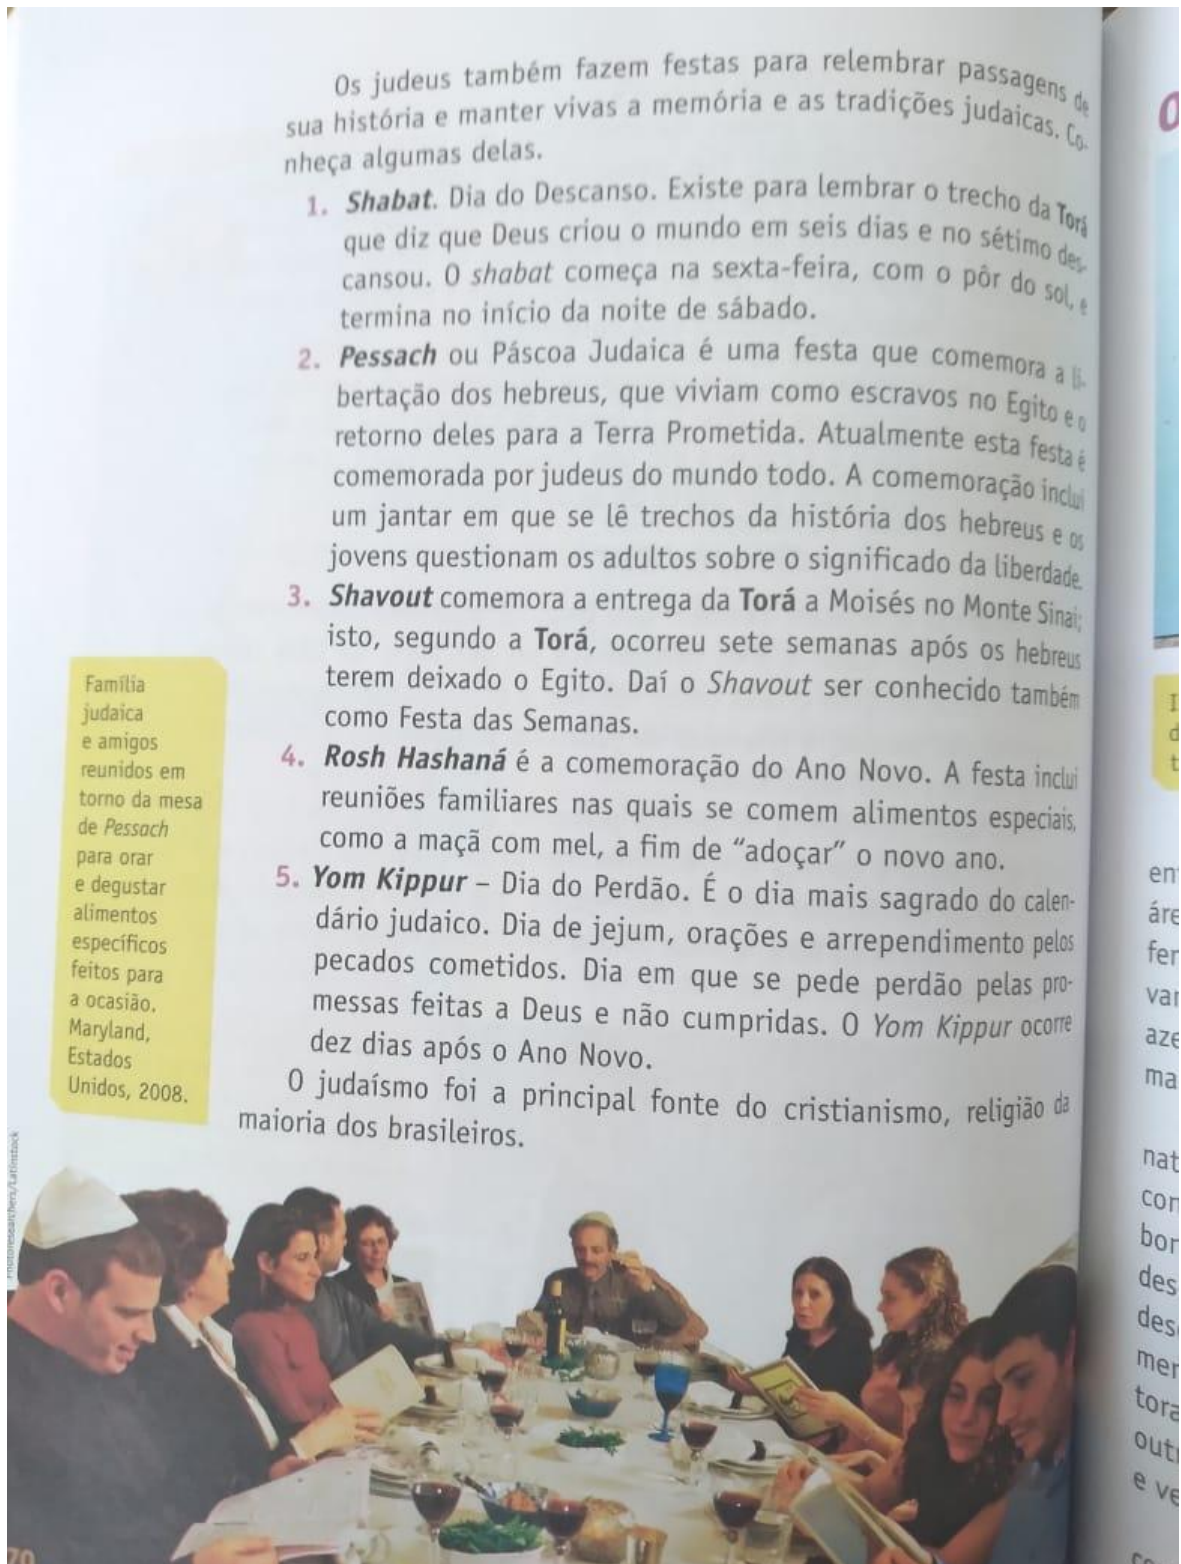 Os judeus também fazem festas para relembrar passagens de
sua história e manter vivas a memória e as tradições judaicas. Co-
nheça algumas delas.
1. Shabat. Dia do Descanso. Existe para lembrar o trecho da Torá
que diz que Deus criou o mundo em seis dias e no sétimo des-
cansou. O shabat começa na sexta-feira, com o pôr do sol, e
termina no início da noite de sábado.
2. Pessach ou Páscoa Judaica é uma festa que comemora a li-
bertação dos hebreus, que viviam como escravos no Egito e o
retorno deles para a Terra Prometida. Atualmente esta festa é
comemorada por judeus do mundo todo. A comemoração inclui
um jantar em que se lê trechos da história dos hebreus e os
jovens questionam os adultos sobre o significado da liberdade.
3. Shavout comemora a entrega da Torá a Moisés no Monte Sinai;
isto, segundo a Torá, ocorreu sete semanas após os hebreus
terem deixado o Egito. Daí o Shavout ser conhecido também
como Festa das Semanas.
4. Rosh Hashaná é a comemoração do Ano Novo. A festa inclui
reuniões familiares nas quais se comem alimentos especiais,
como a maçã com mel, a fim de “adoçar” o novo ano.
5. Yom Kippur – Dia do Perdão. É o dia mais sagrado do calen-
dário judaico. Dia de jejum, orações e arrependimento pelos
pecados cometidos. Dia em que se pede perdão pelas pro-
messas feitas a Deus e não cumpridas. O Yom Kippur ocorre
dez dias após o Ano Novo.
O judaísmo foi a principal fonte do cristianismo, religião da
maioria dos brasileiros.
Família
judaica
e amigos
reunidos em
torno da mesa
de Pessach
para orar
e degustar
alimentos
específicos
feitos para
a ocasião.
Maryland,
Estados
Unidos, 2008.
Photoresearchers/Latinstock
70